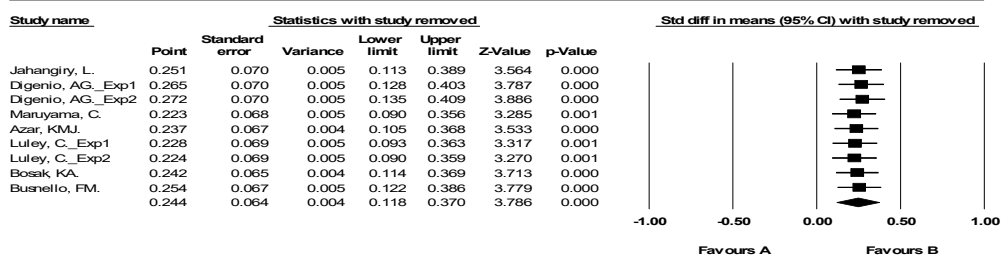 Study name Statistics with study removed Std diff in means (95% CI) with study removed
Standard Lower Upper
Point error Variance limit limit Z-Value p-Value
Jahangiry, L. 0.251 0.070 0.005 0.113 0.389 3.564 0.000
Digenio, AG._Exp1 0.265 0.070 0.005 0.128 0.403 3.787 0.000
Digenio, AG._Exp2 0.272 0.070 0.005 0.135 0.409 3.886 0.000
Maruyama, C. 0.223 0.068 0.005 0.090 0.356 3.285 0.001
Azar, KMJ. 0.237 0.067 0.004 0.105 0.368 3.533 0.000
Luley, C._Exp1 0.228 0.069 0.005 0.093 0.363 3.317 0.001
Luley, C._Exp2 0.224 0.069 0.005 0.090 0.359 3.270 0.001
Bosak, KA. 0.242 0.065 0.004 0.114 0.369 3.713 0.000
Busnello, FM. 0.254 0.067 0.005 0.122 0.386 3.779 0.000
0.244 0.064 0.004 0.118 0.370 3.786 0.000
-1.00 -0.50 0.00 0.50 1.00
Favours A Favours B